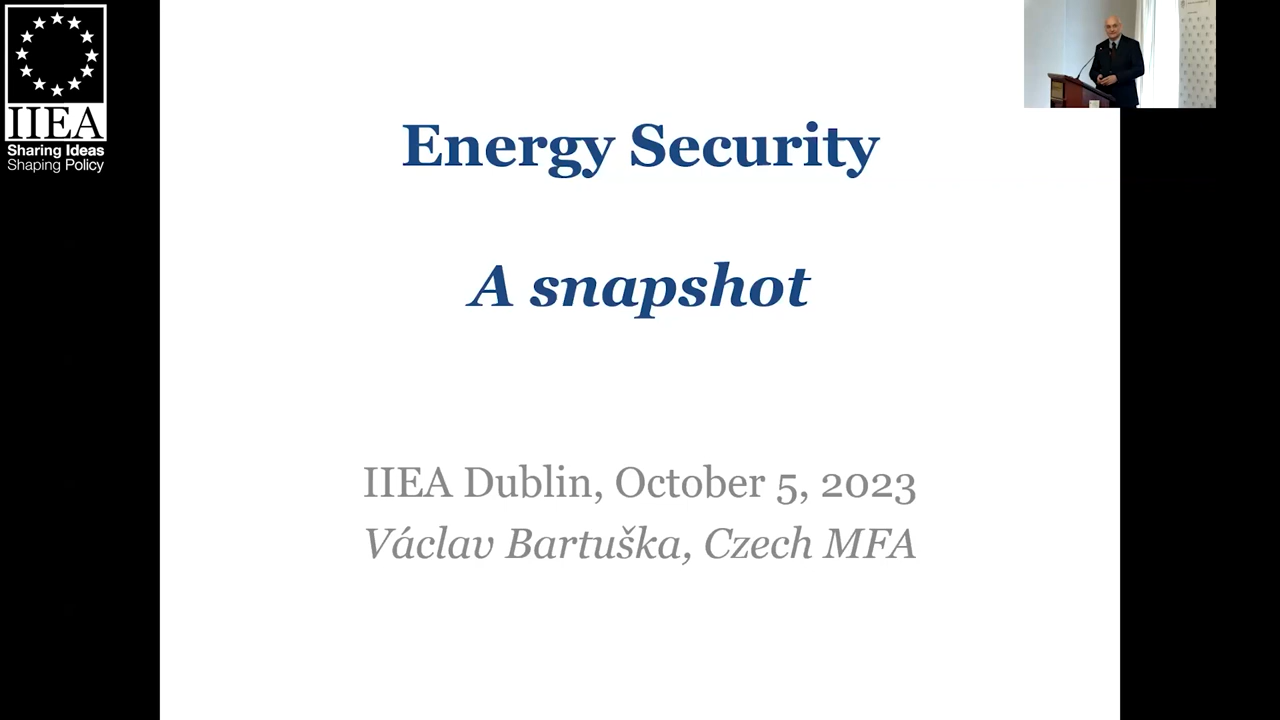 IIEA
Sharing Ideas
Shaping Policy
Energy Security
A snapshot
IIEA Dublin, October 5, 2023
Václav Bartuška, Czech MFA